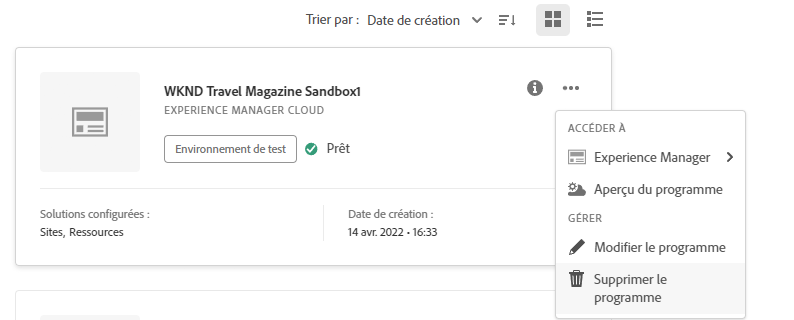 Trier par : Date de création
WKND Travel Magazine Sandbox1
EXPERIENCE MANAGER CLOUD
Environnement de test Prêt
Solutions configurées :
Sites, Ressources
Date de création :
14 avr. 2022 • 16:33
ACCÉDER À
Experience Manager
Aperçu du programme
GÉRER
Modifier le programme
Supprimer le
programme